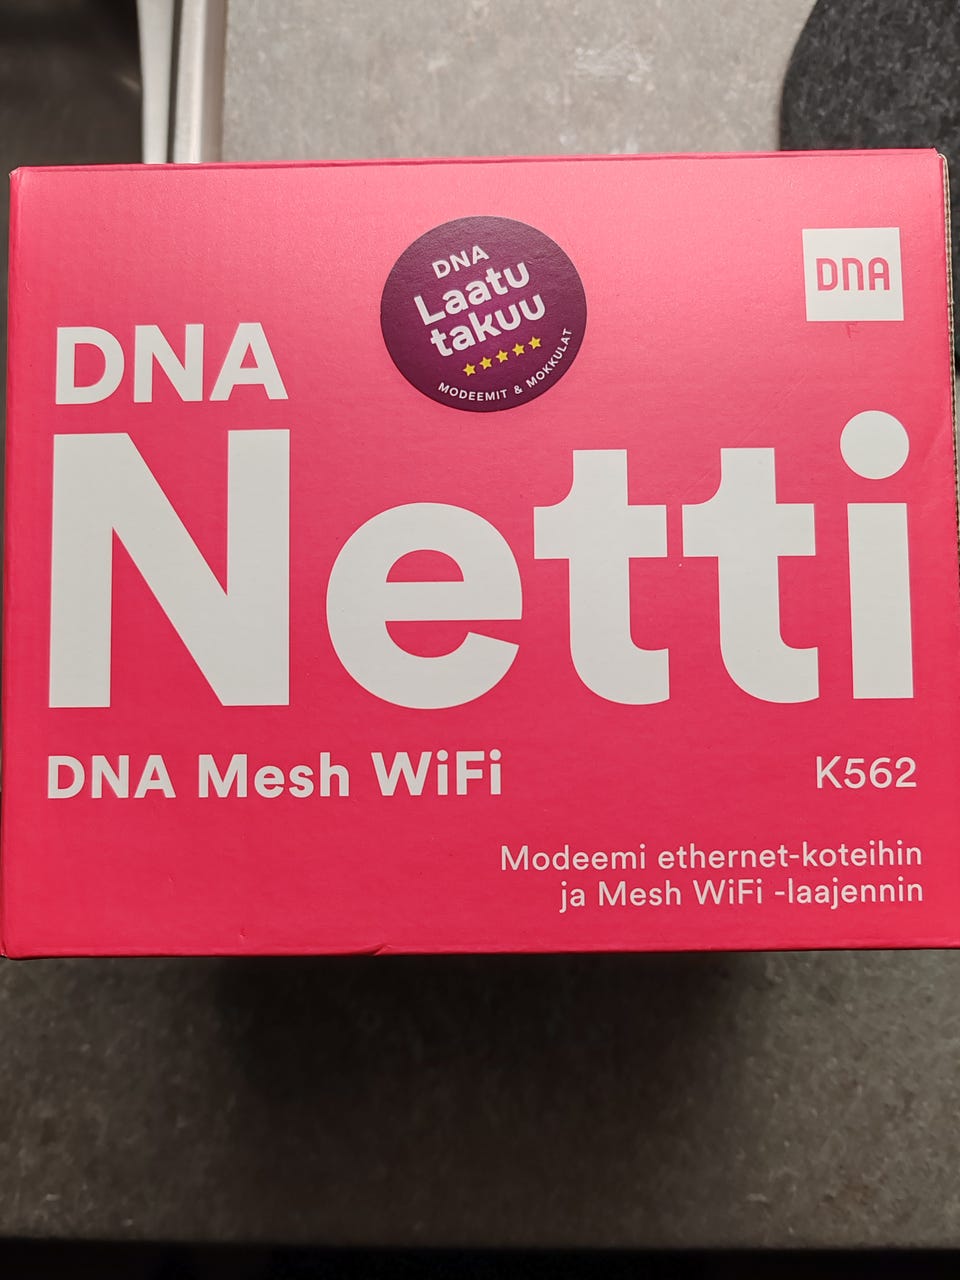 DNA
Laatu
takuu
MODEEMIT & MOKKULAT
DNA
DNA
Netti
DNA Mesh WiFi
K562
Modeemi ethernet-koteihin
ja Mesh WiFi -laajennin